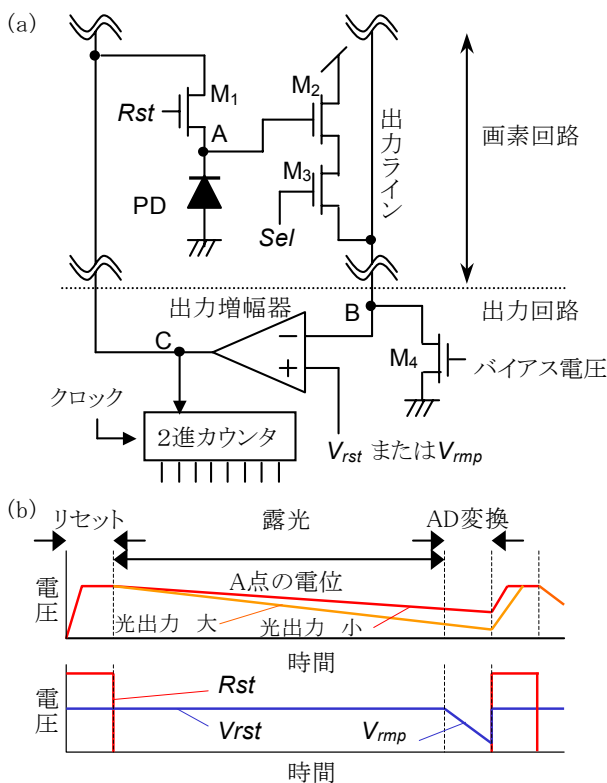 (a)
M1
Rst
A
PD
M2
M3
Sel
出力ライン
画素回路
出力増幅器
B
出力回路
C
−
+
M4
バイアス電圧
クロック
2進カウンタ
Vrst またはVrmp
(b)
リセット
露光
AD変換
電圧
A点の電位
光出力 大
光出力 小
時間
電圧
Rst
Vrst
Vrmp
時間